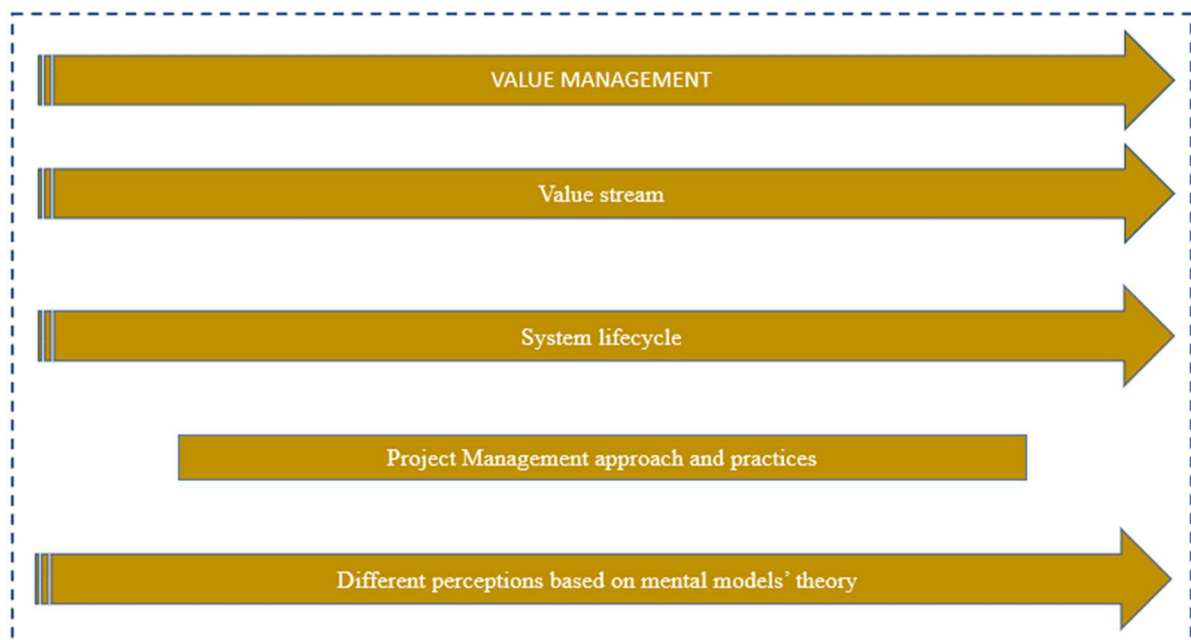 VALUE MANAGEMENT
Value stream
System lifecycle
Project Management approach and practices
Different perceptions based on mental models’ theory